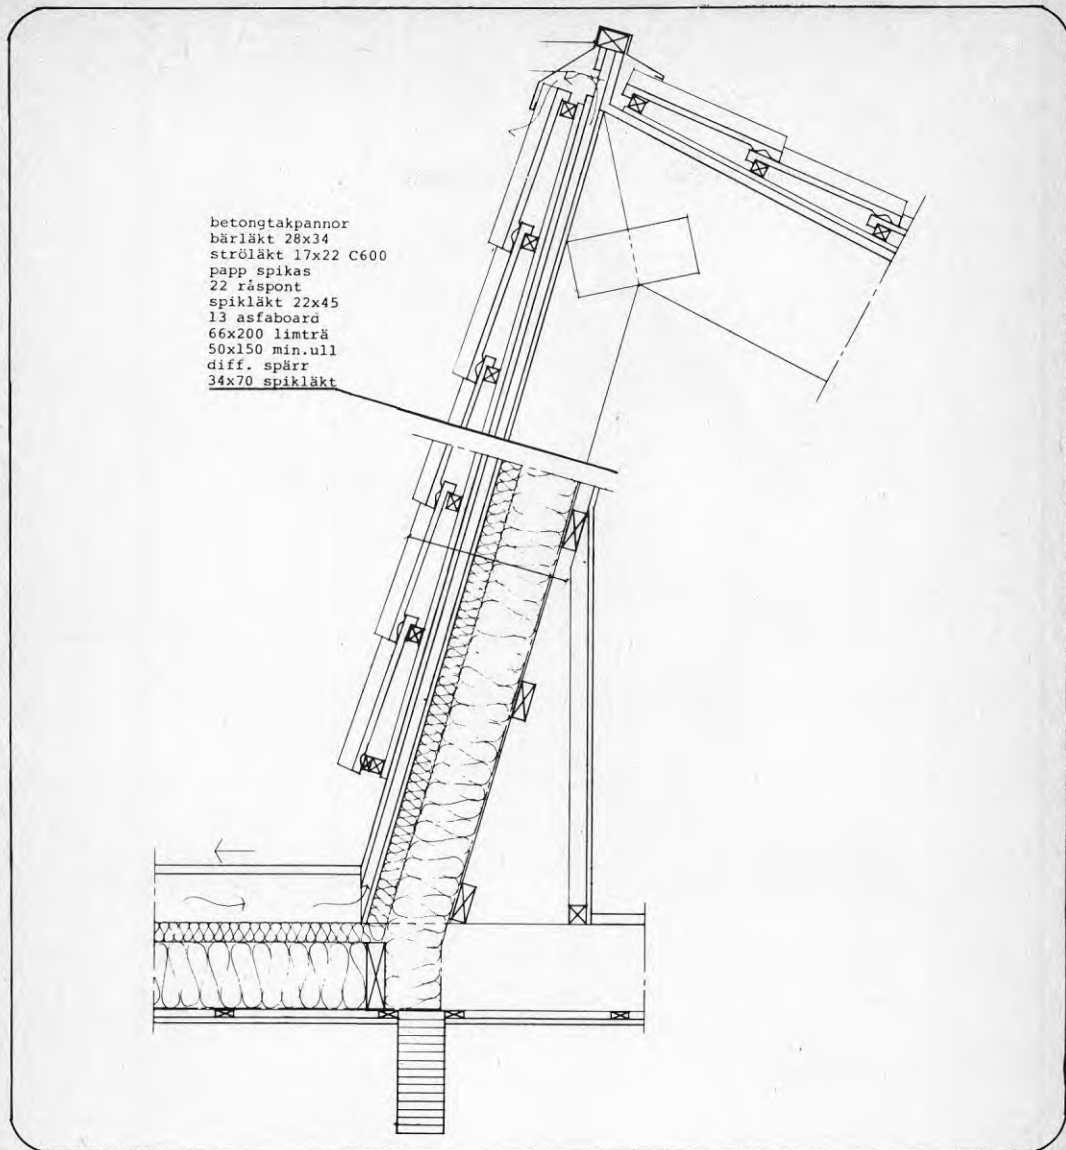 betongtakpannor
bärläkt 28x34
ströläkt 17x22 C600
papp spikas
22 råspont
spikläkt 22x45
13 asfaboard
66x200 limträ
50x150 min.ull
diff. spärr
34x70 spikläkt